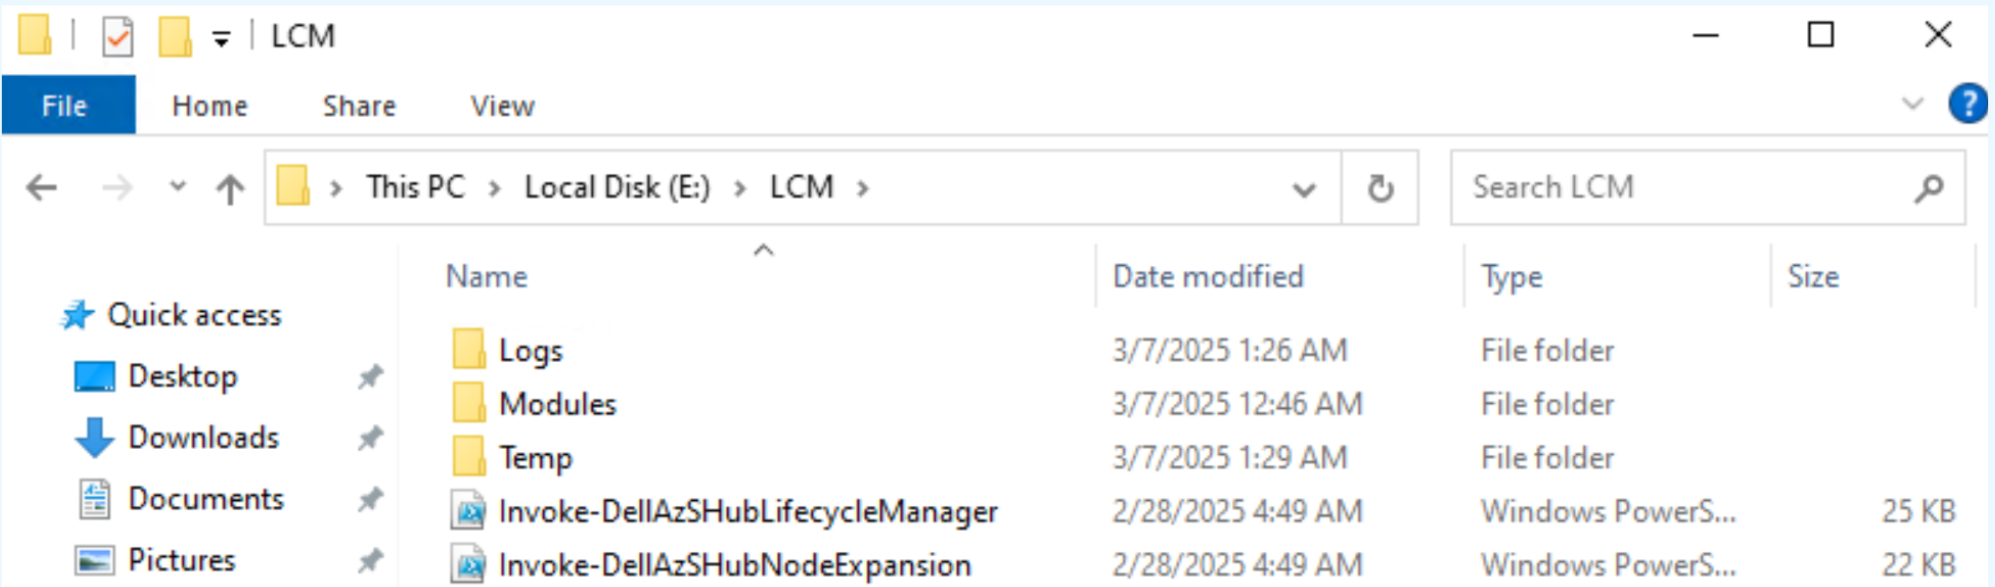 LCM
File Home Share View
This PC Local Disk (E:) LCM Search LCM
Name Date modified Type Size
Quick access
Desktop
Downloads
Documents
Pictures
Logs 3/7/2025 1:26 AM File folder
Modules 3/7/2025 12:46 AM File folder
Temp 3/7/2025 1:29 AM File folder
Invoke-DellAzSHubLifecycleManager 2/28/2025 4:49 AM Windows PowerS... 25 KB
Invoke-DellAzSHubNodeExpansion 2/28/2025 4:49 AM Windows PowerS... 22 KB